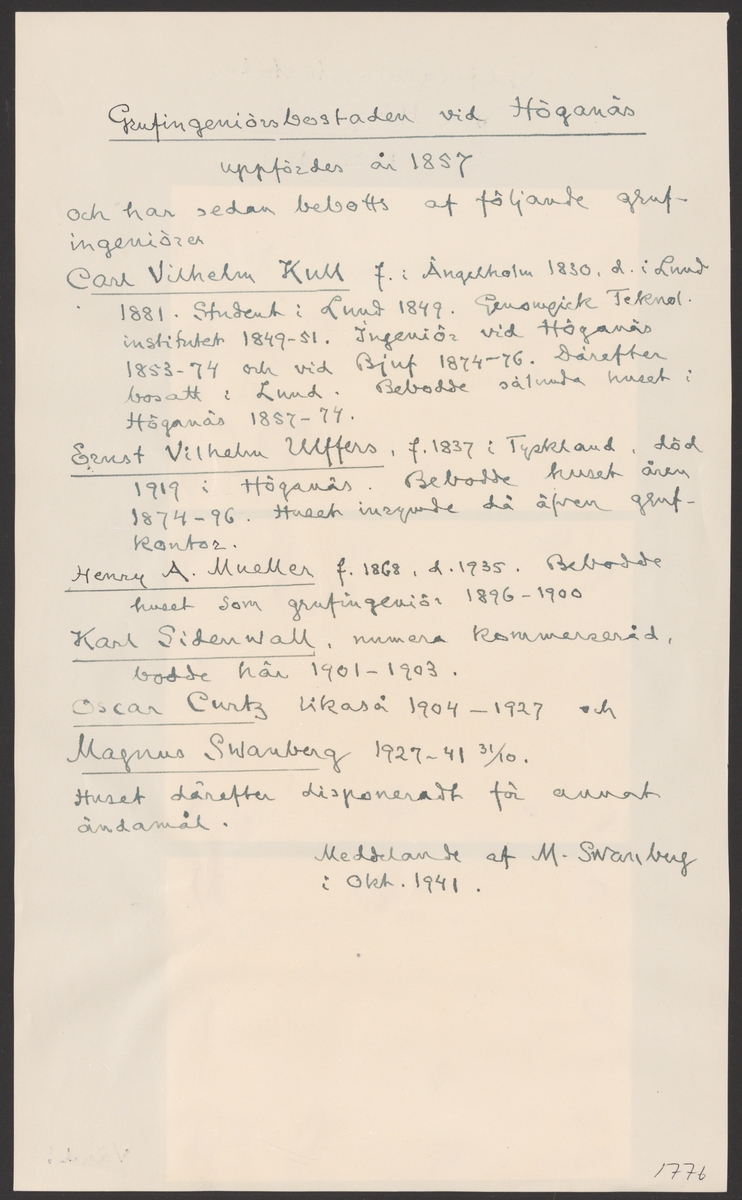 Grufingeniörsbostaden vid Höganäs
uppfördes år 1857
och har sedan bebotts af följande gruf-
ingeniörer
Carl Vilhelm Kull f. i Ängelholm 1830, d. i Lund
1881. Student i Lund 1849. Genomgick Teknol.
institutet 1849-51. Ingeniör vid Höganäs
1853-74 och vid Bjuf 1874-76. Därefter
bosatt i Lund. Bebodde sålunda huset i
Höganäs 1857-74.
Ernst Vilhelm Ulffers, f. 1837 i Tyskland, död
1919 i Höganäs. Bebodde huset åren
1874-96. Huset inrymde då äfven gruf-
kontor.
Henry A. Mueller f. 1868, d. 1935. Bebodde
huset som grufingeniör 1896-1900
Karl Sidenwall, numera kommerseråd,
bodde här 1901-1903.
Oscar Curtz likaså 1904-1927 och
Magnus Swanberg 1927-41 31/10.
Huset därefter disponeradt för annat
ändamål.
Meddelande af M. Swanberg
i Okt. 1941.
1776